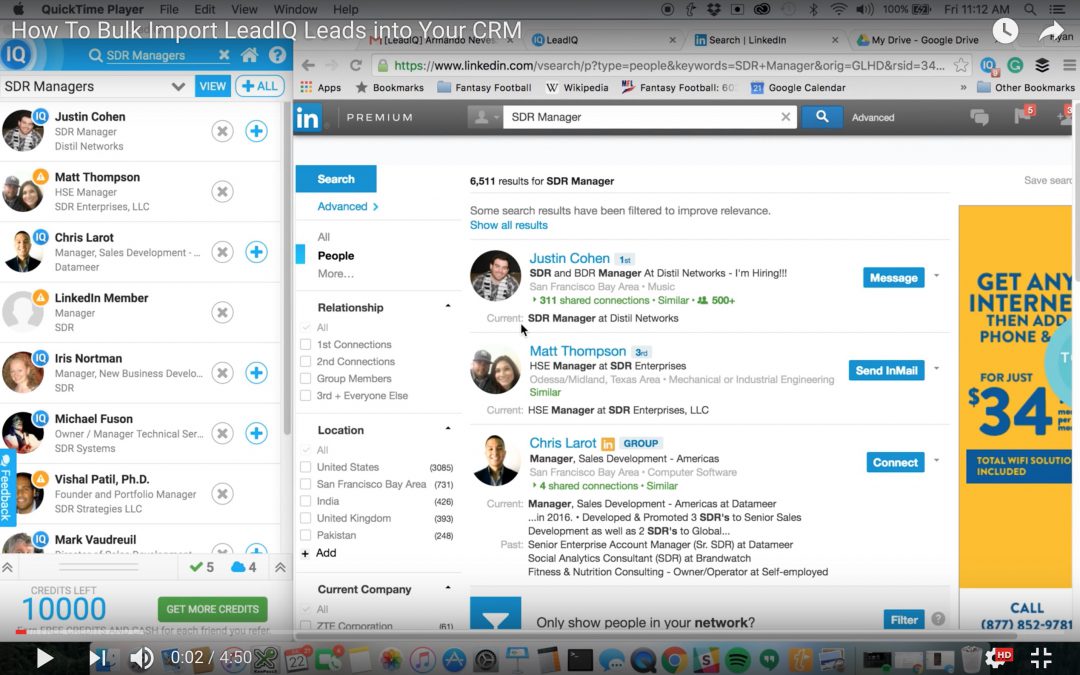 QuickTime Player File Edit View Window Help
100% Fri 11:12 AM
How To Bulk Import LeadIQ Leads into Your CRM
[LeadIQ] Armando Neves
LeadIQ
Search | LinkedIn
My Drive - Google Drive
Ryan
https://www.linkedin.com/vsearch/p?type=people&keywords=SDR+Manager&orig=GLHD&rsid=34...
Apps
Bookmarks
Fantasy Football
Wikipedia
Fantasy Football: 60
Google Calendar
»
Other Bookmarks
IQ
SDR Managers
SDR Managers
VIEW
+ALL
IQ
Justin Cohen
SDR Manager
Distil Networks
Matt Thompson
HSE Manager
SDR Enterprises, LLC
IQ
Chris Larot
Manager, Sales Development - ...
Datameer
LinkedIn Member
Manager
SDR
IQ
Iris Nortman
Manager, New Business Develo...
SDR
IQ
Michael Fuson
Owner / Manager Technical Ser...
SDR Systems
Vishal Patil, Ph.D.
Founder and Portfolio Manager
SDR Strategies LLC
IQ
Mark Vaudreuil
Feedback
5
4
CREDITS LEFT
10000
GET MORE CREDITS
FREE CREDITS AND CASH for each friend you refer
in
PREMIUM
SDR Manager
Advanced
5
Search
Advanced >
All
People
More...
Relationship
All
1st Connections
2nd Connections
Group Members
3rd + Everyone Else
Location
All
United States (3085)
San Francisco Bay Area (731)
India (426)
United Kingdom (393)
Pakistan (248)
+ Add
Current Company
All
ZTE Corporation (61)
6,511 results for SDR Manager
Save searc
Some search results have been filtered to improve relevance.
Show all results
Justin Cohen 1st
SDR and BDR Manager At Distil Networks - I'm Hiring!!!
San Francisco Bay Area • Music
311 shared connections • Similar • 500+
Current: SDR Manager at Distil Networks
Message
Matt Thompson 3rd
HSE Manager at SDR Enterprises
Odessa/Midland, Texas Area • Mechanical or Industrial Engineering
Similar
Current: HSE Manager at SDR Enterprises, LLC
Send InMail
Chris Larot in GROUP
Manager, Sales Development - Americas
San Francisco Bay Area • Computer Software
4 shared connections • Similar
Current: Manager, Sales Development - Americas at Datameer
...in 2016. • Developed & Promoted 3 SDR's to Senior Sales
Development as well as 2 SDR's to Global...
Past: Senior Enterprise Account Manager (Sr. SDR) at Datameer
Social Analytics Consultant (SDR) at Brandwatch
Fitness & Nutrition Consulting - Owner/Operator at Self-employed
Connect
Only show people in your network?
Filter
GET ANY
INTERNE
THEN ADD
PHONE &
FOR JUST
$34
TOTAL WIFI SOLUTIO
INCLUDED
CALL
(877) 852-9781
0:02 / 4:50
22
HD